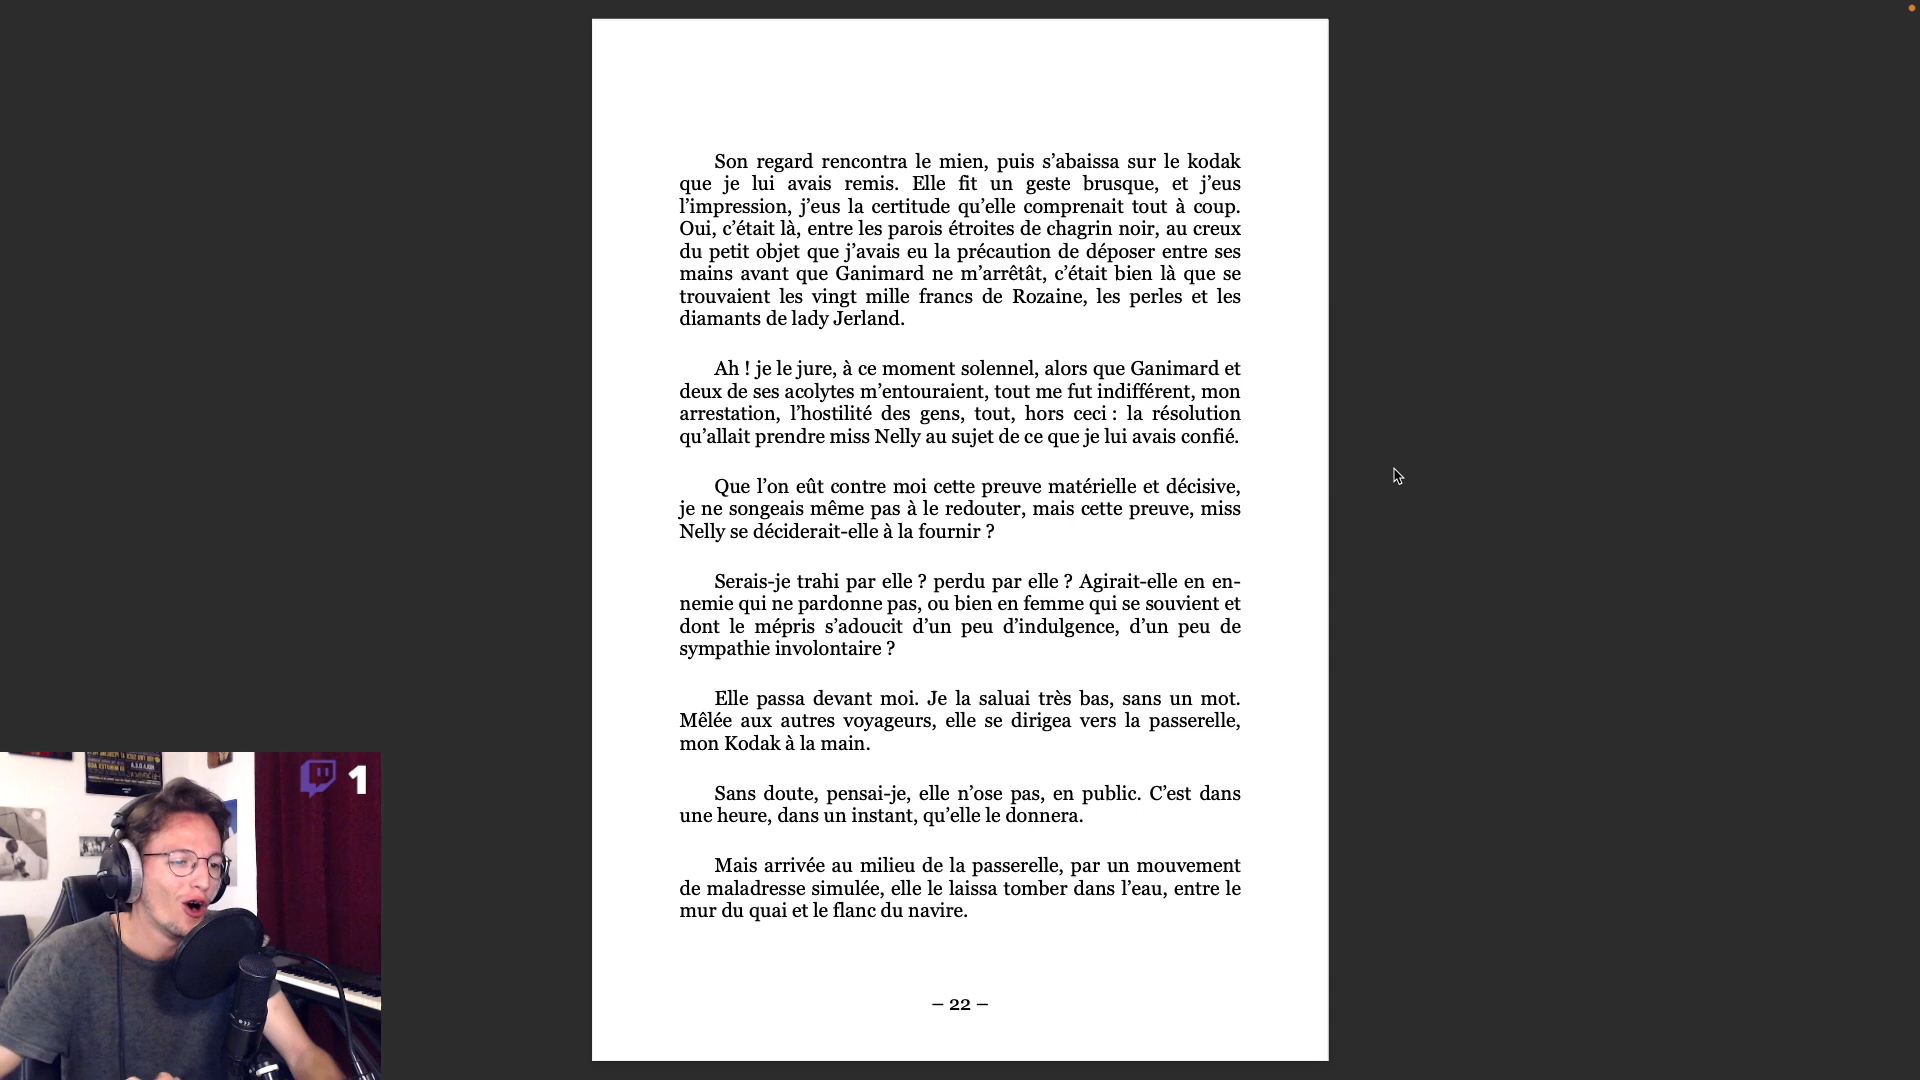 Son regard rencontra le mien, puis s’abaissa sur le kodak
que je lui avais remis. Elle fit un geste brusque, et j’eus
l’impression, j’eus la certitude qu’elle comprenait tout à coup.
Oui, c’était là, entre les parois étroites de chagrin noir, au creux
du petit objet que j’avais eu la précaution de déposer entre ses
mains avant que Ganimard ne m’arrêtât, c’était bien là que se
trouvaient les vingt mille francs de Rozaine, les perles et les
diamants de lady Jerland.
Ah ! je le jure, à ce moment solennel, alors que Ganimard et
deux de ses acolytes m’entouraient, tout me fut indifférent, mon
arrestation, l’hostilité des gens, tout, hors ceci : la résolution
qu’allait prendre miss Nelly au sujet de ce que je lui avais confié.
Que l’on eût contre moi cette preuve matérielle et décisive,
je ne songeais même pas à le redouter, mais cette preuve, miss
Nelly se déciderait-elle à la fournir ?
Serais-je trahi par elle ? perdu par elle ? Agirait-elle en en-
nemie qui ne pardonne pas, ou bien en femme qui se souvient et
dont le mépris s’adoucit d’un peu d’indulgence, d’un peu de
sympathie involontaire ?
Elle passa devant moi. Je la saluai très bas, sans un mot.
Mêlée aux autres voyageurs, elle se dirigea vers la passerelle,
mon Kodak à la main.
Sans doute, pensai-je, elle n’ose pas, en public. C’est dans
une heure, dans un instant, qu’elle le donnera.
Mais arrivée au milieu de la passerelle, par un mouvement
de maladresse simulée, elle le laissa tomber dans l’eau, entre le
mur du quai et le flanc du navire.
– 22 –
1